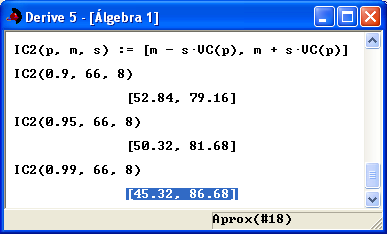 Derive 5 - [Álgebra 1]
IC2(p, m, s) := [m - s·VC(p), m + s·VC(p)]
IC2(0.9, 66, 8)
[52.84, 79.16]
IC2(0.95, 66, 8)
[50.32, 81.68]
IC2(0.99, 66, 8)
[45.32, 86.68]
Aprox(#18)